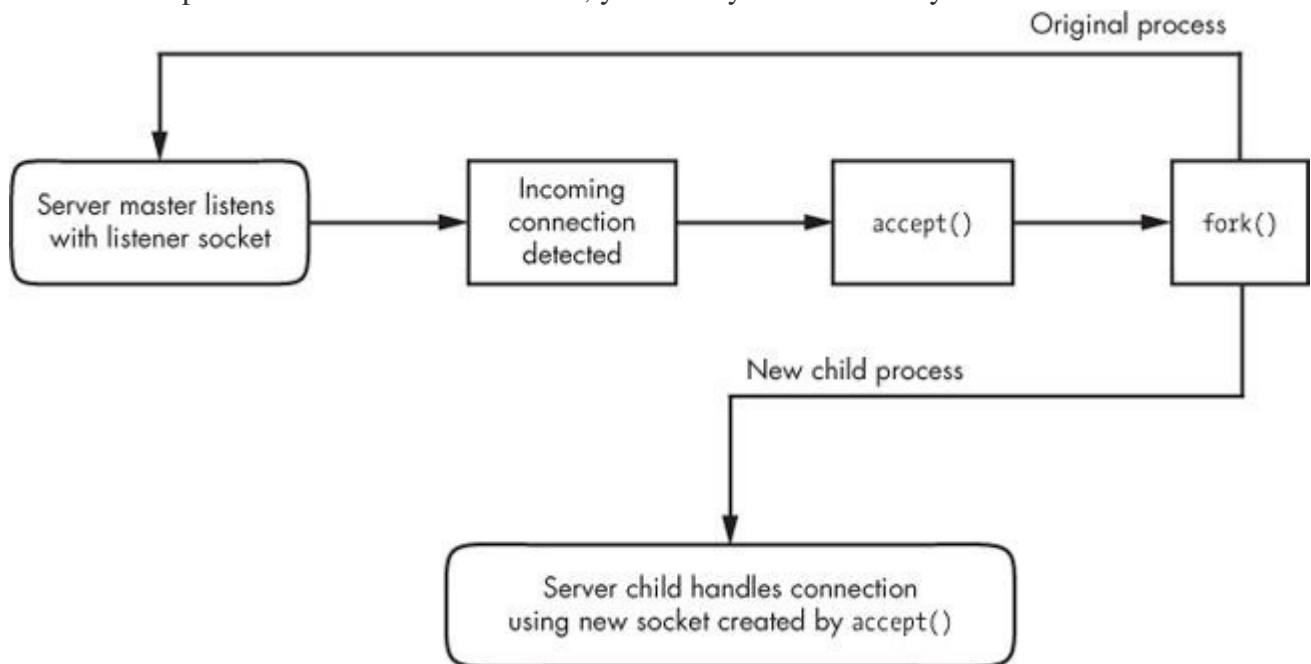 Original process
Server master listens
with listener socket
Incoming
connection
detected
accept()
fork()
New child process
Server child handles connection
using new socket created by accept()